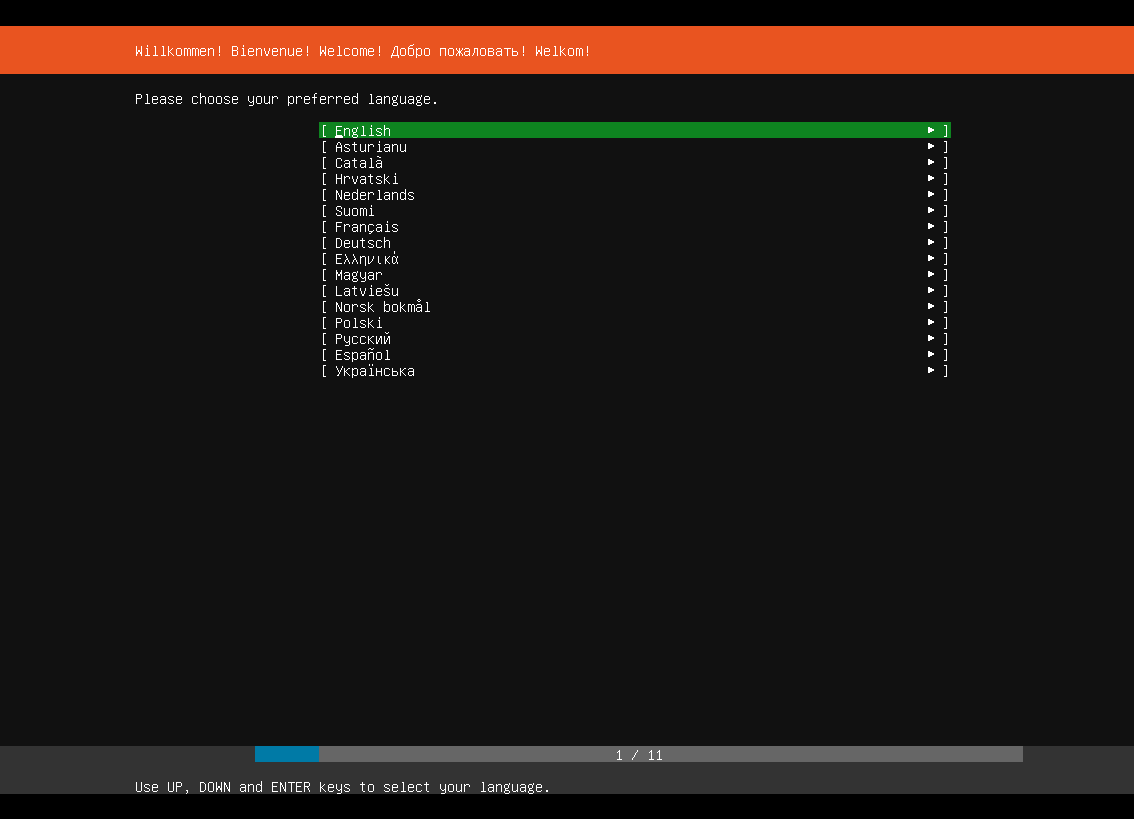 Willkommen! Bienvenue! Welcome! Добро пожаловать! Welkom!
Please choose your preferred language.
[ English ► ]
[ Asturianu ► ]
[ Català ► ]
[ Hrvatski ► ]
[ Nederlands ► ]
[ Suomi ► ]
[ Français ► ]
[ Deutsch ► ]
[ Ελληνικά ► ]
[ Magyar ► ]
[ Latviešu ► ]
[ Norsk bokmål ► ]
[ Polski ► ]
[ Русский ► ]
[ Español ► ]
[ Українська ► ]
1 / 11
Use UP, DOWN and ENTER keys to select your language.